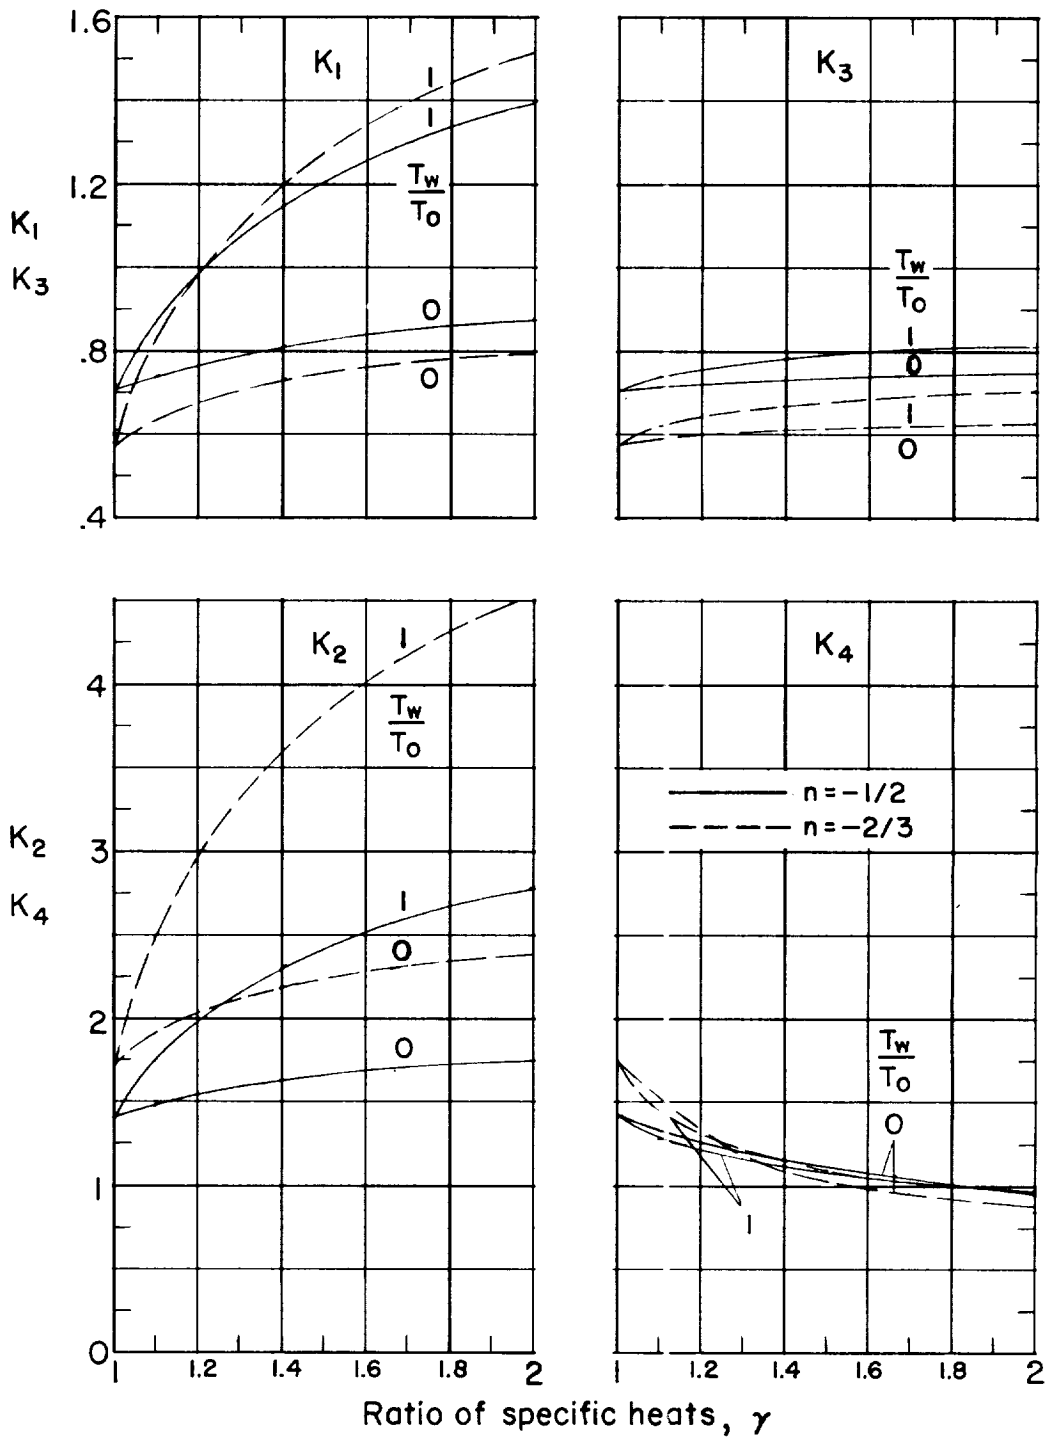 1.6
1.2
.8
.4
K1
K3
K1
1
1
Tw
To
0
0
K3
Tw
To
1
0
1
0
4
3
2
1
0
K2
K4
K2
1
Tw
To
1
0
0
K4
n=-1/2
n=-2/3
Tw
To
0
1
1 1.2 1.4 1.6 1.8 2
1 1.2 1.4 1.6 1.8 2
Ratio of specific heats, γ